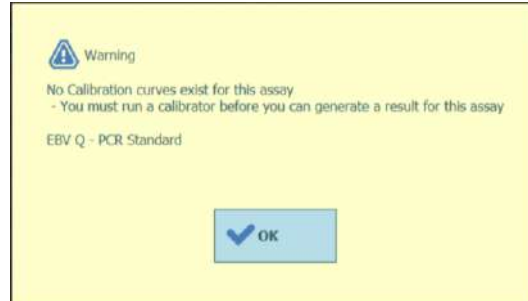 Warning
No Calibration curves exist for this assay
- You must run a calibrator before you can generate a result for this assay
EBV Q - PCR Standard
OK